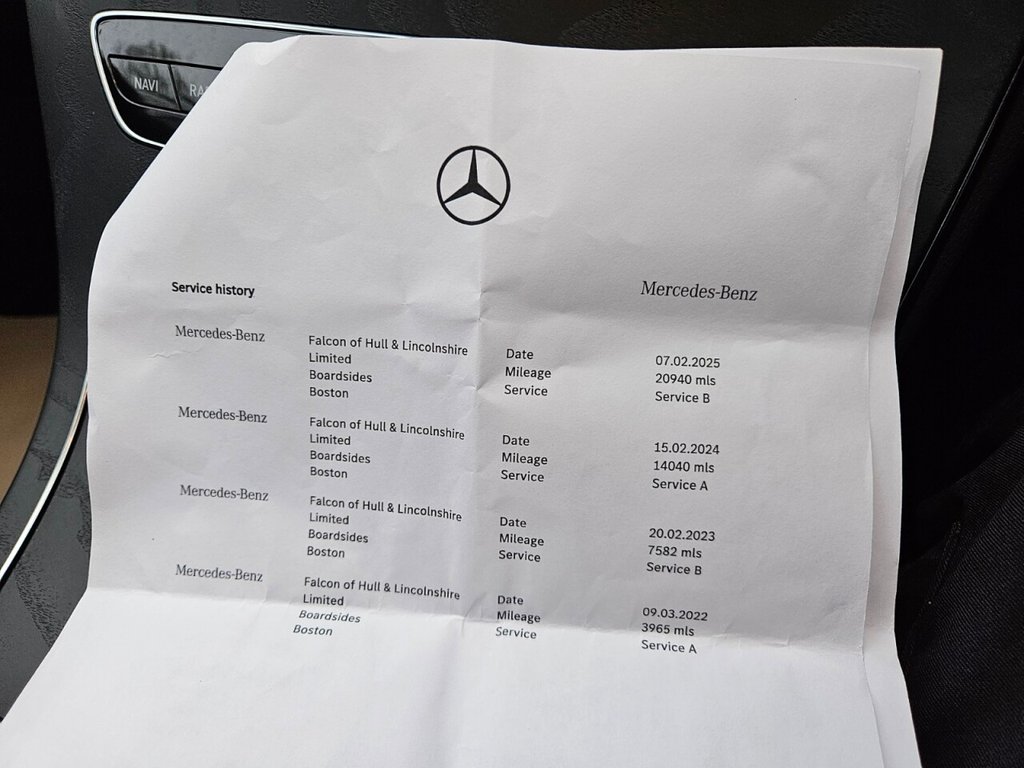 NAVI
RA
Service history
Mercedes-Benz
Mercedes-Benz
Falcon of Hull & Lincolnshire
Limited
Boardsides
Boston
Date
Mileage
Service
07.02.2025
20940 mls
Service B
Mercedes-Benz
Falcon of Hull & Lincolnshire
Limited
Boardsides
Boston
Date
Mileage
Service
15.02.2024
14040 mls
Service A
Mercedes-Benz
Falcon of Hull & Lincolnshire
Limited
Boardsides
Boston
Date
Mileage
Service
20.02.2023
7582 mls
Service B
Mercedes-Benz
Falcon of Hull & Lincolnshire
Limited
Boardsides
Boston
Date
Mileage
Service
09.03.2022
3965 mls
Service A